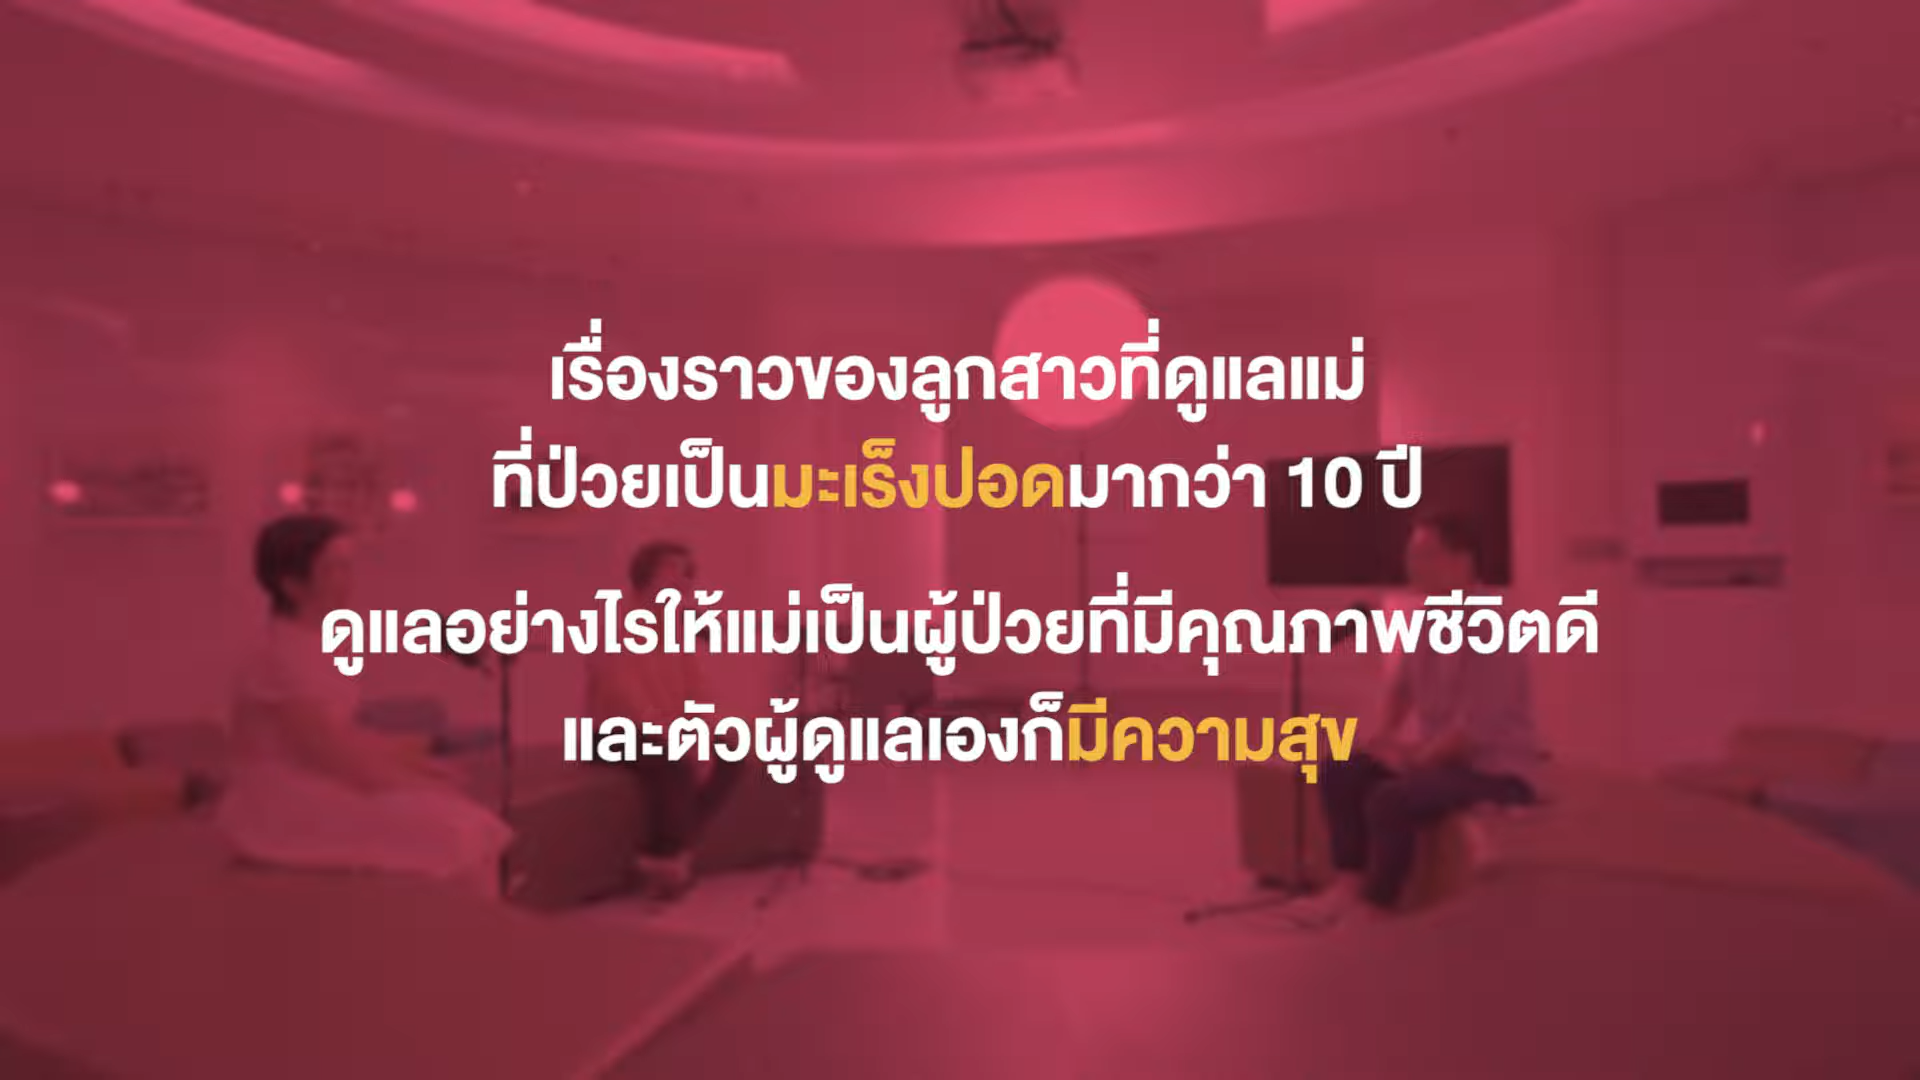 เรื่องราวของลูกสาวที่ดูแลแม่
ที่ป่วยเป็นมะเร็งปอดมากว่า 10 ปี
ดูแลอย่างไรให้แม่เป็นผู้ป่วยที่มีคุณภาพชีวิตดี
และตัวผู้ดูแลเองก็มีความสุข